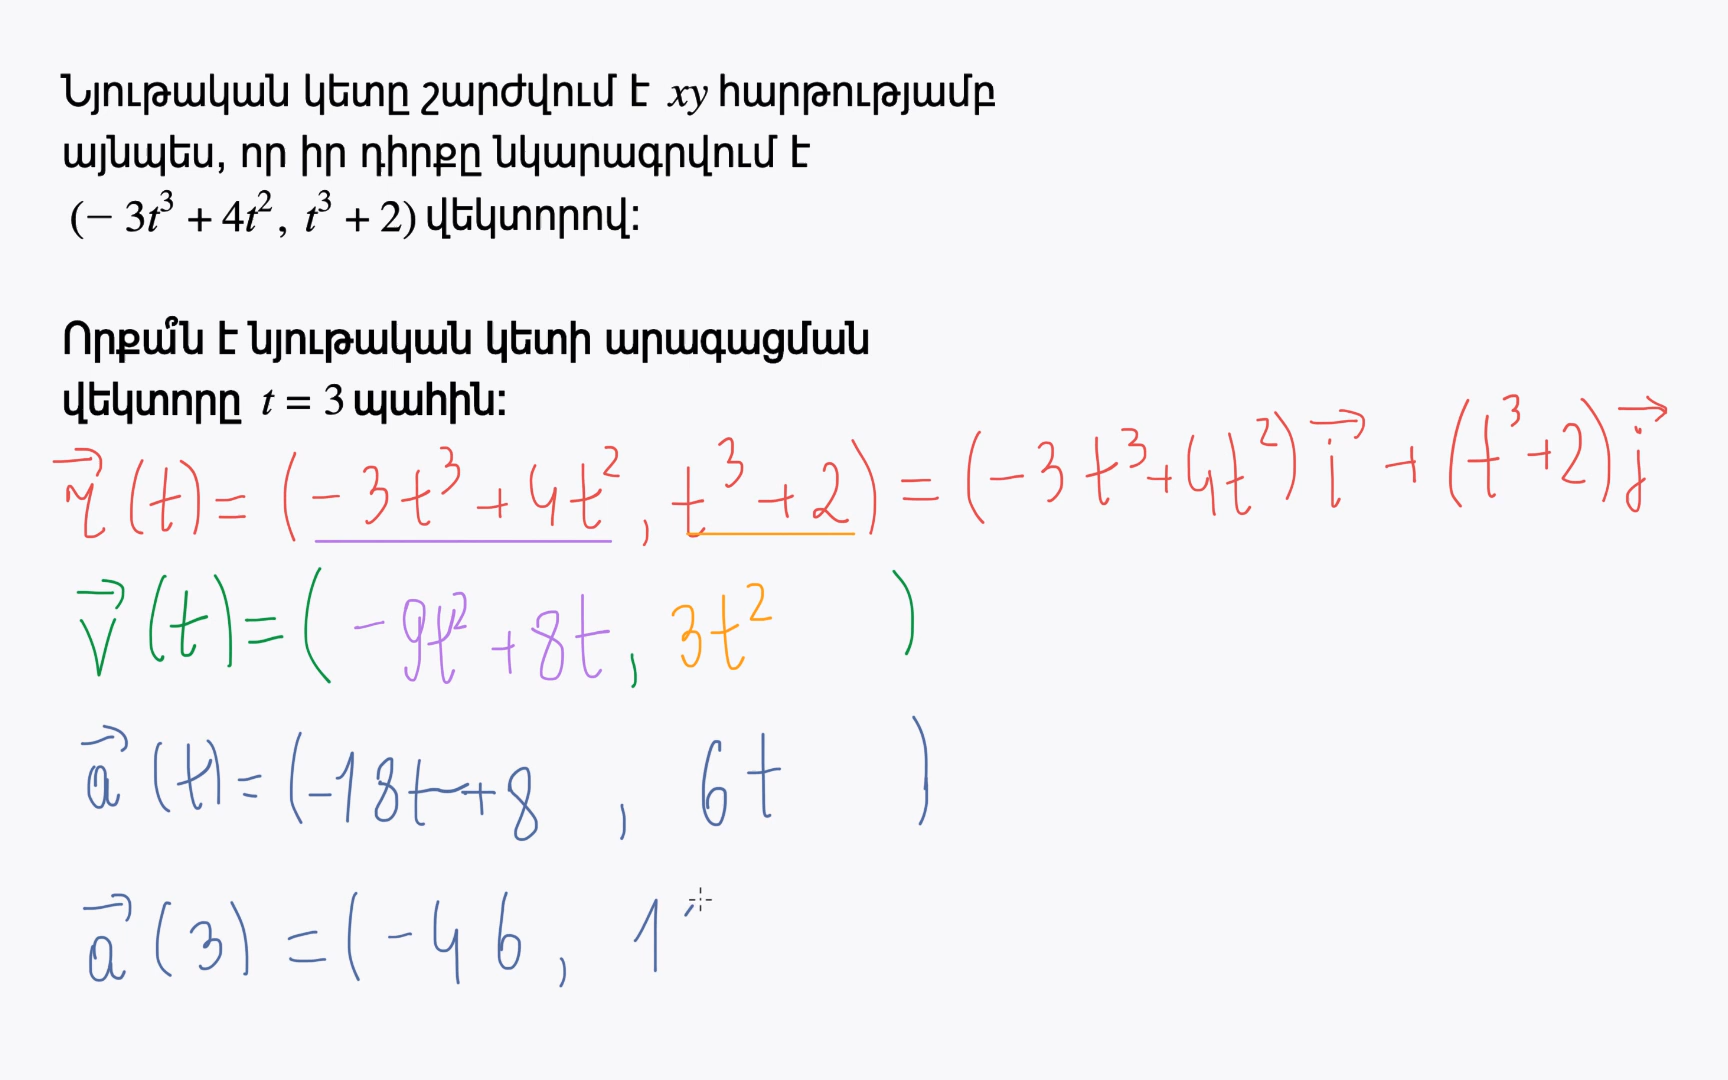 Նյութական կետը շարժվում է xy հարթությամբ
այնպես, որ իր դիրքը նկարագրվում է
(− 3t³ + 4t², t³ + 2) վեկտորով:
Որքա՞ն է նյութական կետի արագացման
վեկտորը t = 3 պահին:
r⃗(t) = (−3t³ + 4t², t³ + 2) = (−3t³ + 4t²) i⃗ + (t³ + 2) j⃗
v⃗(t) = (−9t² + 8t, 3t²)
a⃗(t) = (−18t + 8, 6t)
a⃗(3) = (−46, 1